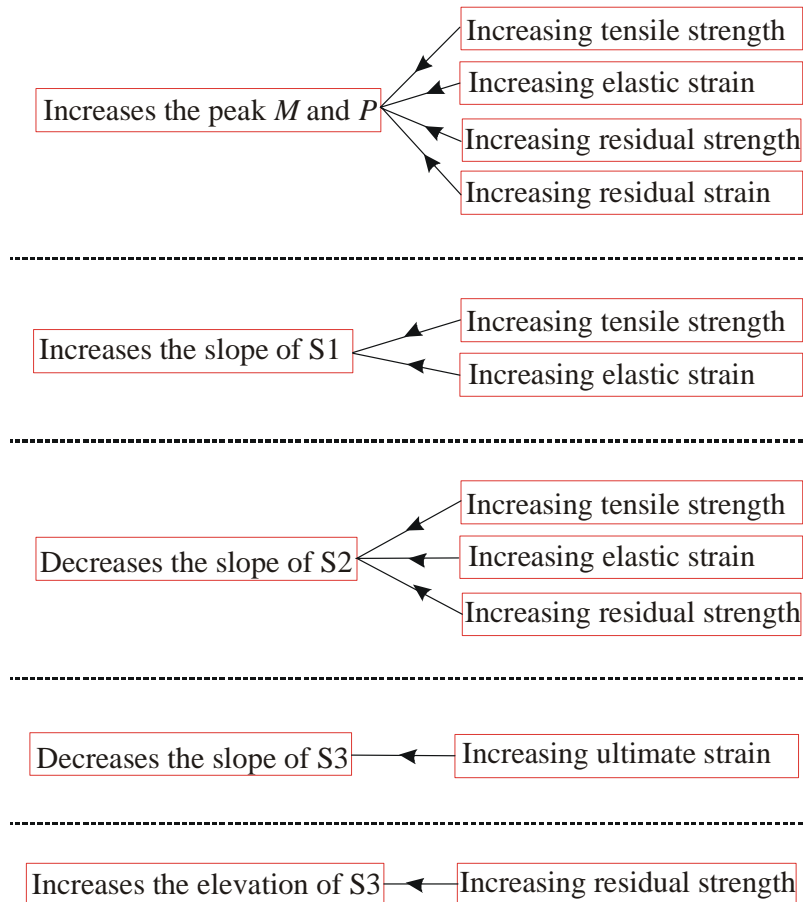 Increasing tensile strength
Increasing elastic strain
Increases the peak M and P
Increasing residual strength
Increasing residual strain
Increasing tensile strength
Increases the slope of S1
Increasing elastic strain
Increasing tensile strength
Decreases the slope of S2
Increasing elastic strain
Increasing residual strength
Decreases the slope of S3
Increasing ultimate strain
Increases the elevation of S3
Increasing residual strength